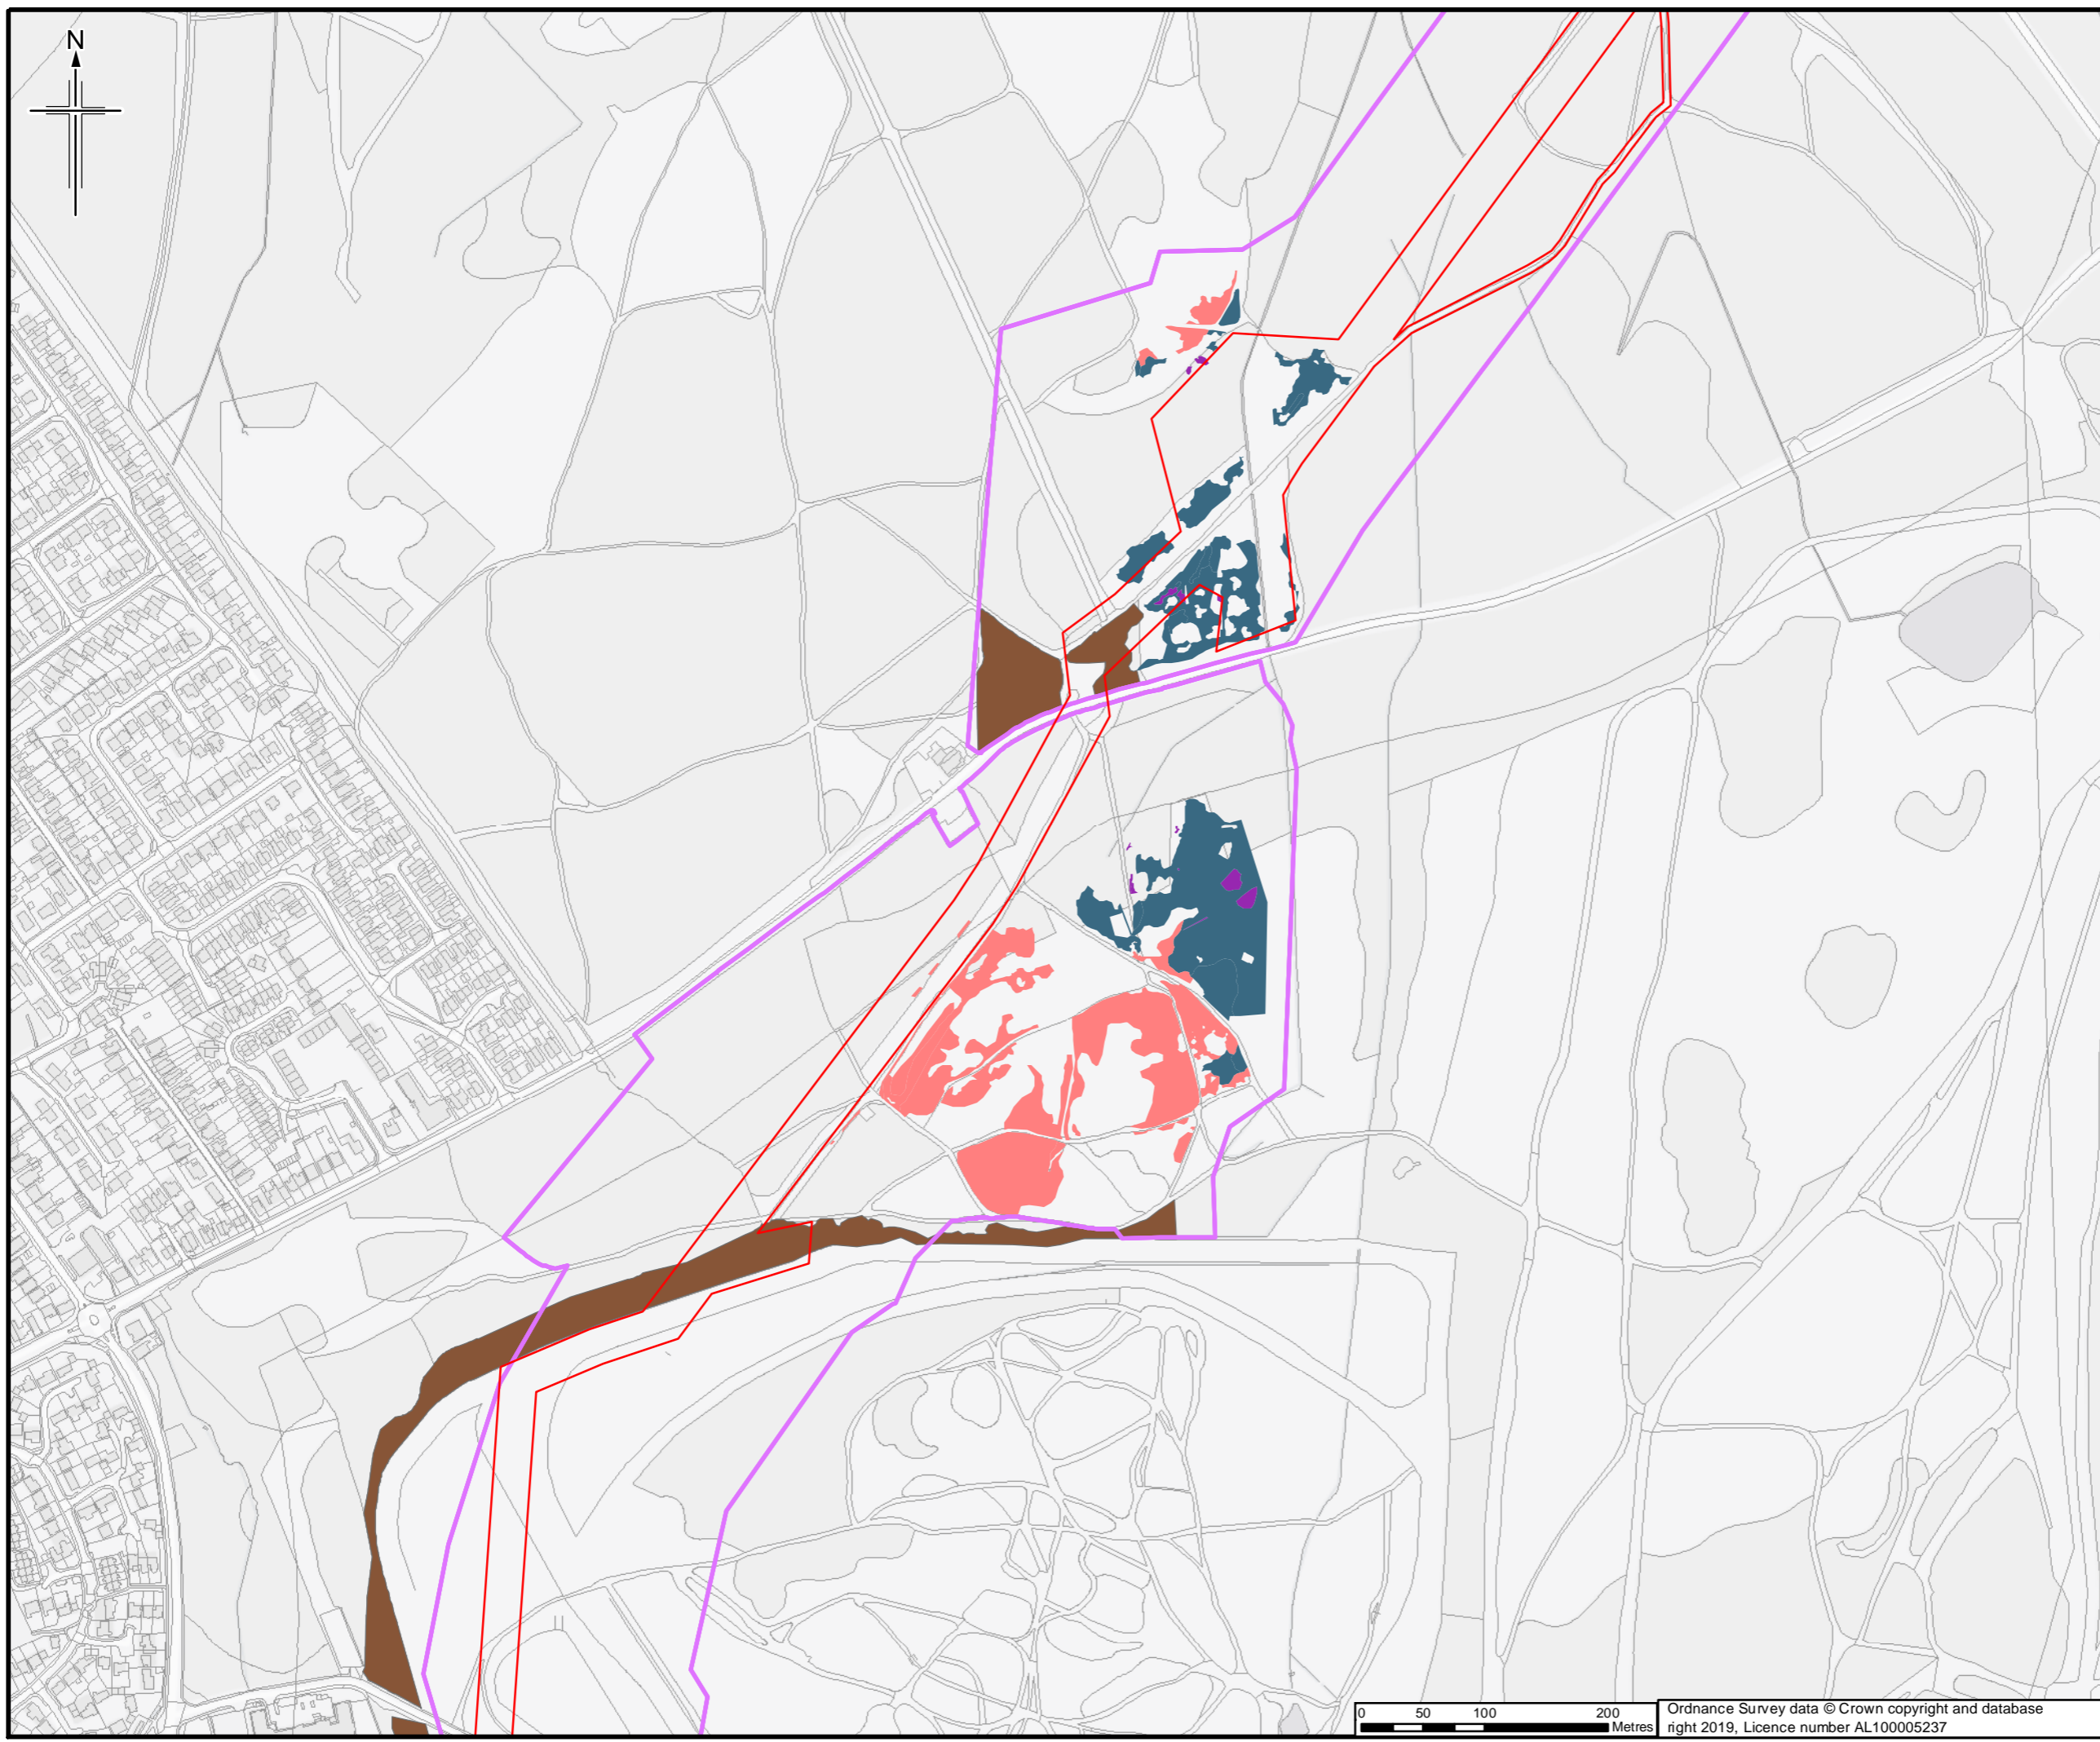 N
0 50 100 200
Metres
Ordnance Survey data © Crown copyright and database
right 2019, Licence number AL100005237